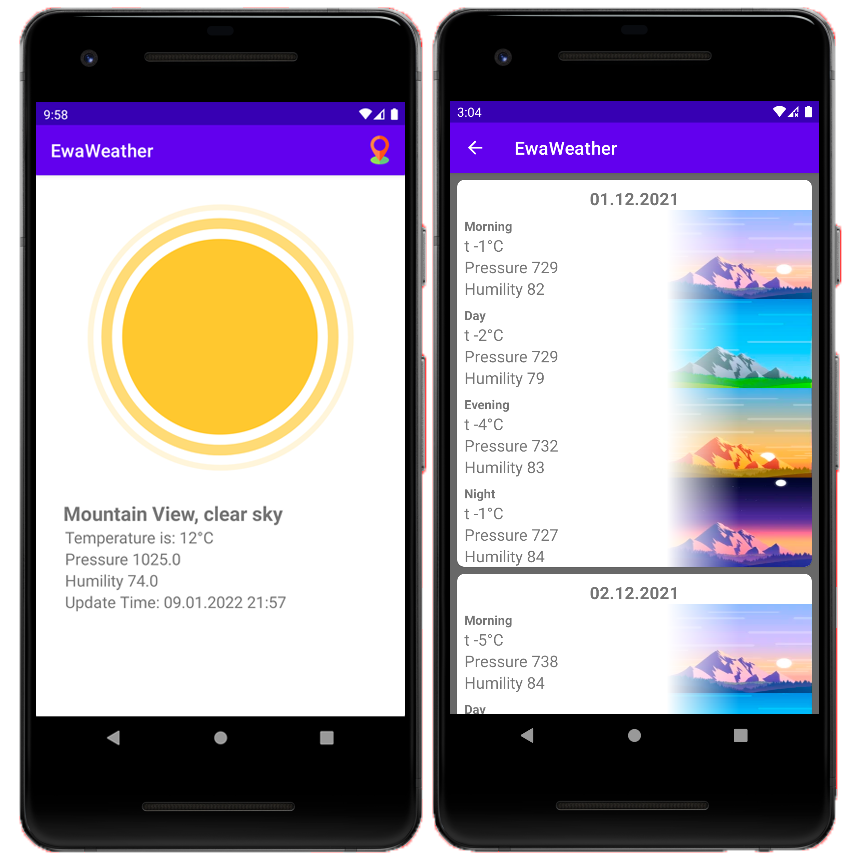 9:58
EwaWeather
Mountain View, clear sky
Temperature is: 12°C
Pressure 1025.0
Humility 74.0
Update Time: 09.01.2022 21:57
3:04
EwaWeather
01.12.2021
Morning
t -1°C
Pressure 729
Humility 82
Day
t -2°C
Pressure 729
Humility 79
Evening
t -4°C
Pressure 732
Humility 83
Night
t -1°C
Pressure 727
Humility 84
02.12.2021
Morning
t -5°C
Pressure 738
Humility 84
Day